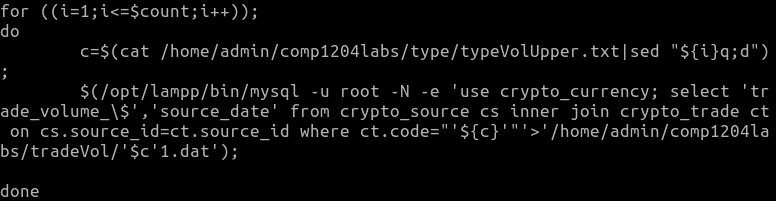 for ((i=1;i<=$count;i++));
do
        c=$(cat /home/admin/comp1204labs/type/typeVolUpper.txt|sed "${i}q;d")
;
        $(/opt/lampp/bin/mysql -u root -N -e 'use crypto_currency; select 'tr
ade_volume_\$','source_date' from crypto_source cs inner join crypto_trade ct
 on cs.source_id=ct.source_id where ct.code="'${c}'"'>'/home/admin/comp1204la
bs/tradeVol/'$c'1.dat');
done